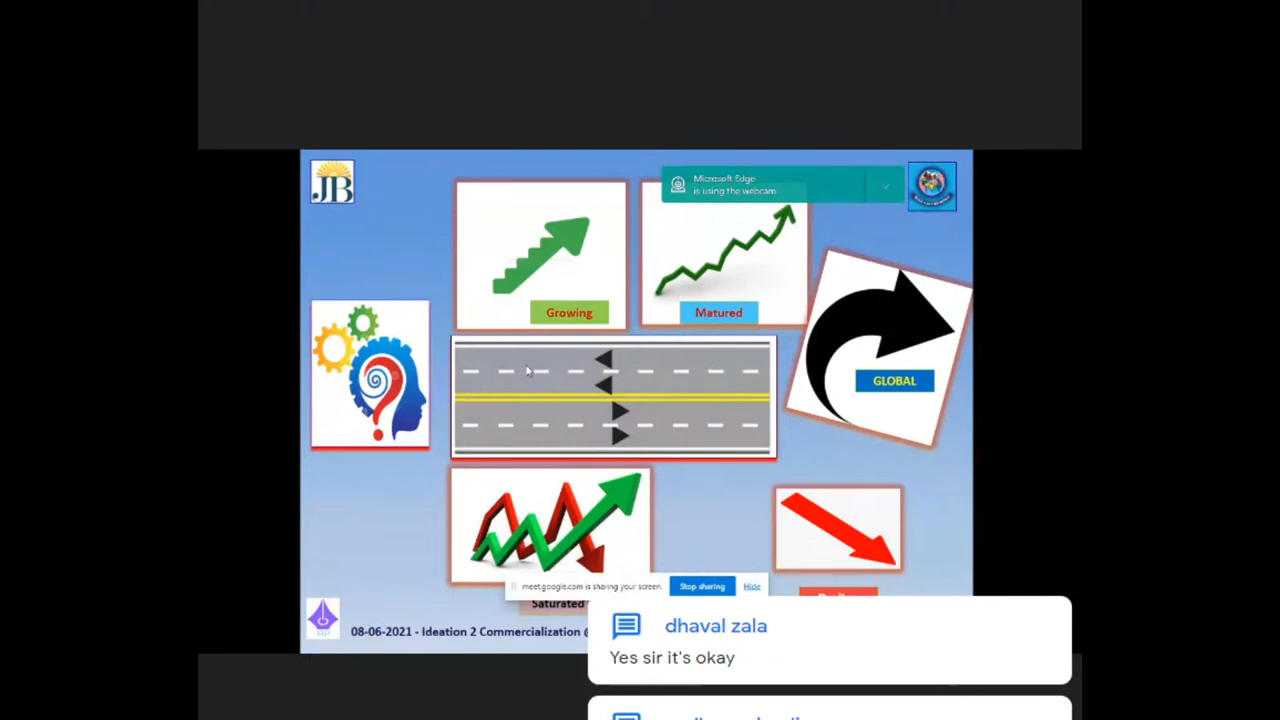 JB
Microsoft Edge
is using the webcam
Growing
Matured
GLOBAL
meet.google.com is sharing your screen.
Stop sharing
Hide
Saturated
08-06-2021 - Ideation 2 Commercialization @
dhaval zala
Yes sir it's okay